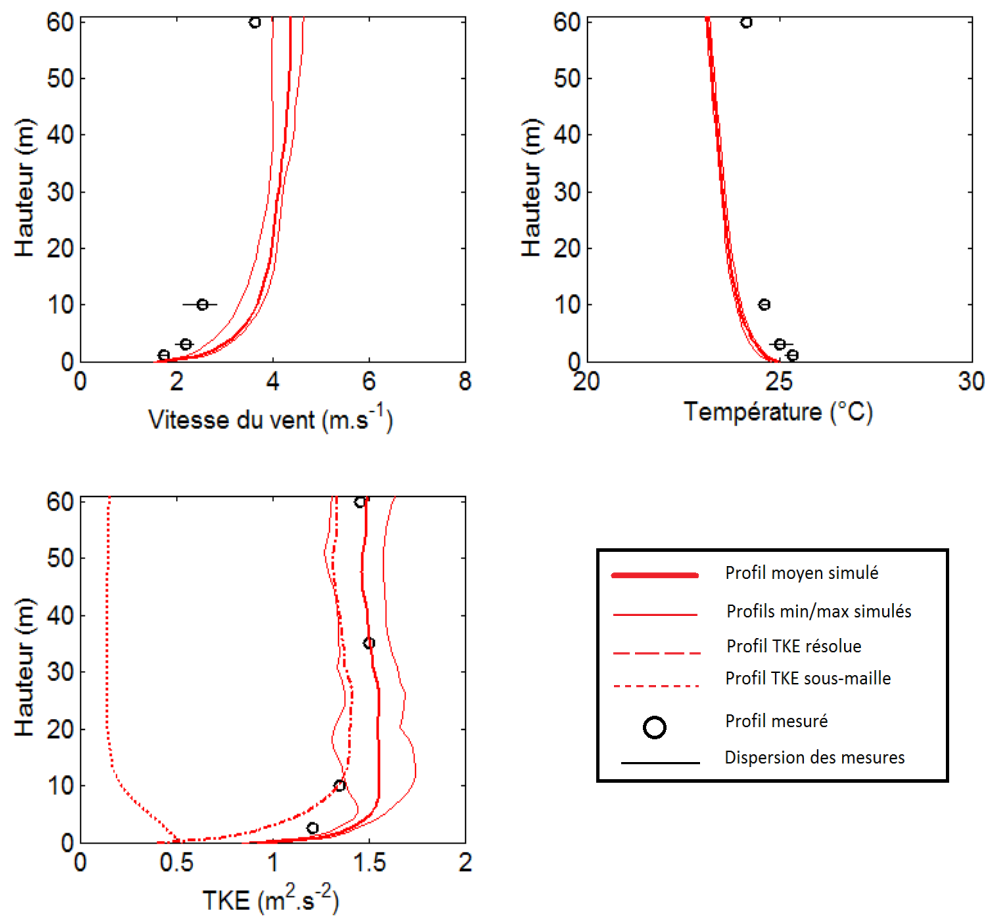 60
50
40
30
20
10
0
Hauteur (m)
0 2 4 6 8
Vitesse du vent (m.s⁻¹)
60
50
40
30
20
10
0
Hauteur (m)
20 25 30
Température (°C)
60
50
40
30
20
10
0
Hauteur (m)
0 0.5 1 1.5 2
TKE (m².s⁻²)
Profil moyen simulé
Profils min/max simulés
Profil TKE résolue
Profil TKE sous-maille
Profil mesuré
Dispersion des mesures